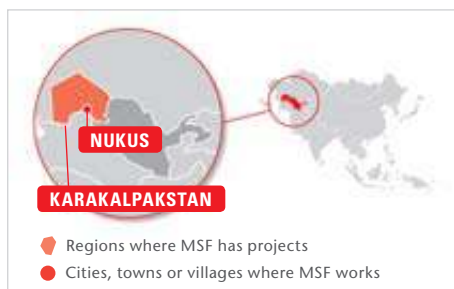 NUKUS
KARAKALPAKSTAN
Regions where MSF has projects
Cities, towns or villages where MSF works